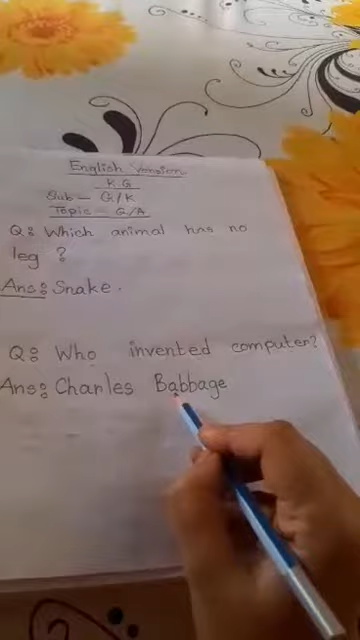 English Version
K.G
Sub - G/K
Topic - Q/A
Q: Which animal has no
leg ?
Ans: Snake.
Q: Who invented computer?
Ans: Charles Babbage